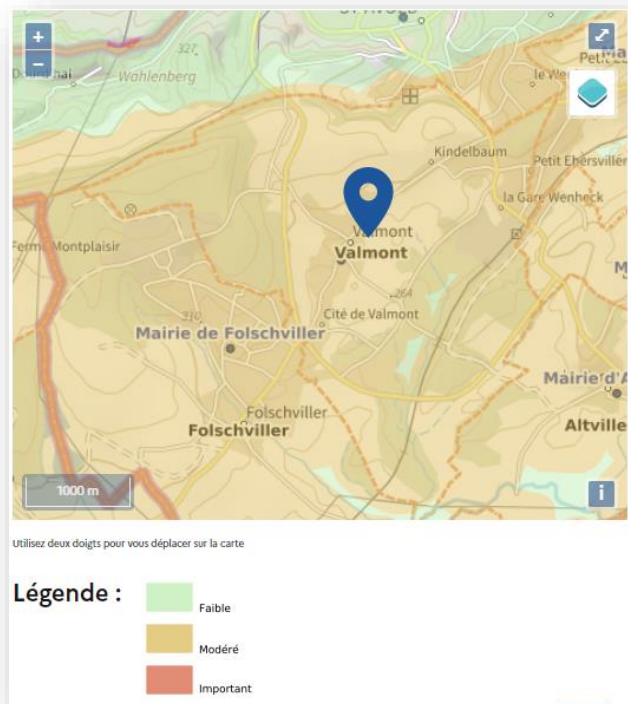 +
−
327
Wahlenberg
Kindelbaum
Petit Ebersviller
la Gare Wenheck
Valmont
Valmont
Ferme Montplaisir
264
310
Cité de Valmont
Mairie de Folschviller
Mairie d'A
Folschviller
Folschviller
Altville
1000 m
i
Utilisez deux doigts pour vous déplacer sur la carte
Légende :
Faible
Modéré
Important